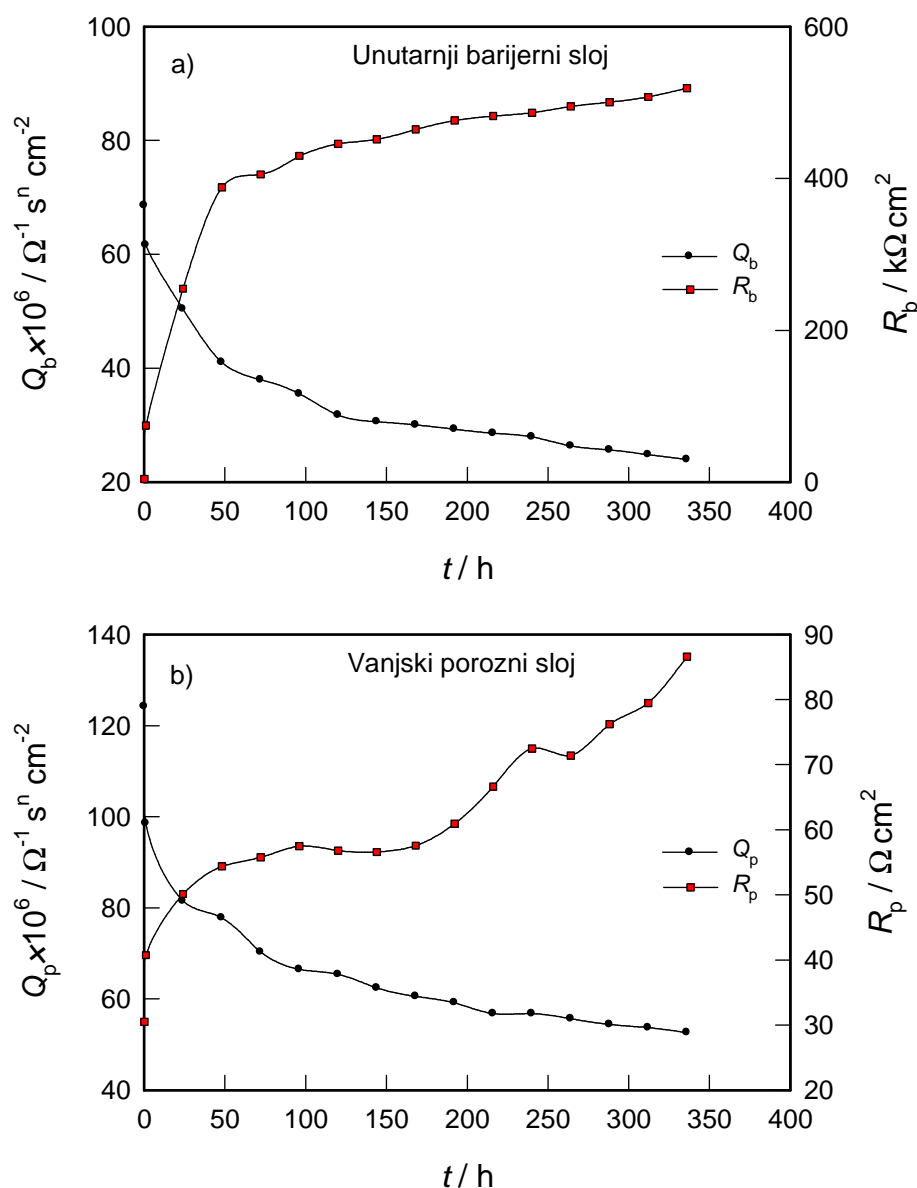 a) Unutarnji barijerni sloj
100
80
60
40
20
Q_b×10^6 / Ω^-1 s^n cm^-2
600
400
200
0
R_b / kΩ cm^2
Q_b
R_b
0 50 100 150 200 250 300 350 400
t / h
b) Vanjski porozni sloj
140
120
100
80
60
40
Q_p×10^6 / Ω^-1 s^n cm^-2
90
80
70
60
50
40
30
20
R_p / Ω cm^2
Q_p
R_p
0 50 100 150 200 250 300 350 400
t / h